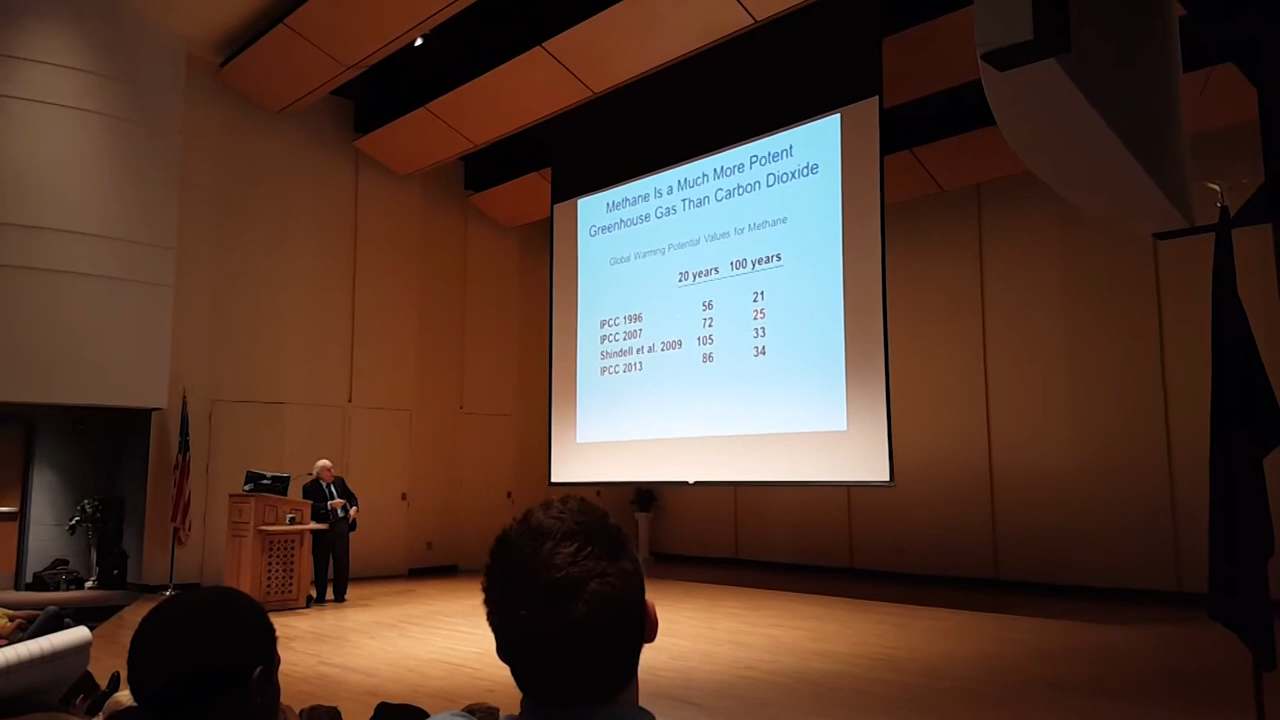 Methane Is a Much More Potent
Greenhouse Gas Than Carbon Dioxide
Global Warming Potential Values for Methane
20 years 100 years
IPCC 1996 56 21
IPCC 2007 72 25
Shindell et al. 2009 105 33
IPCC 2013 86 34